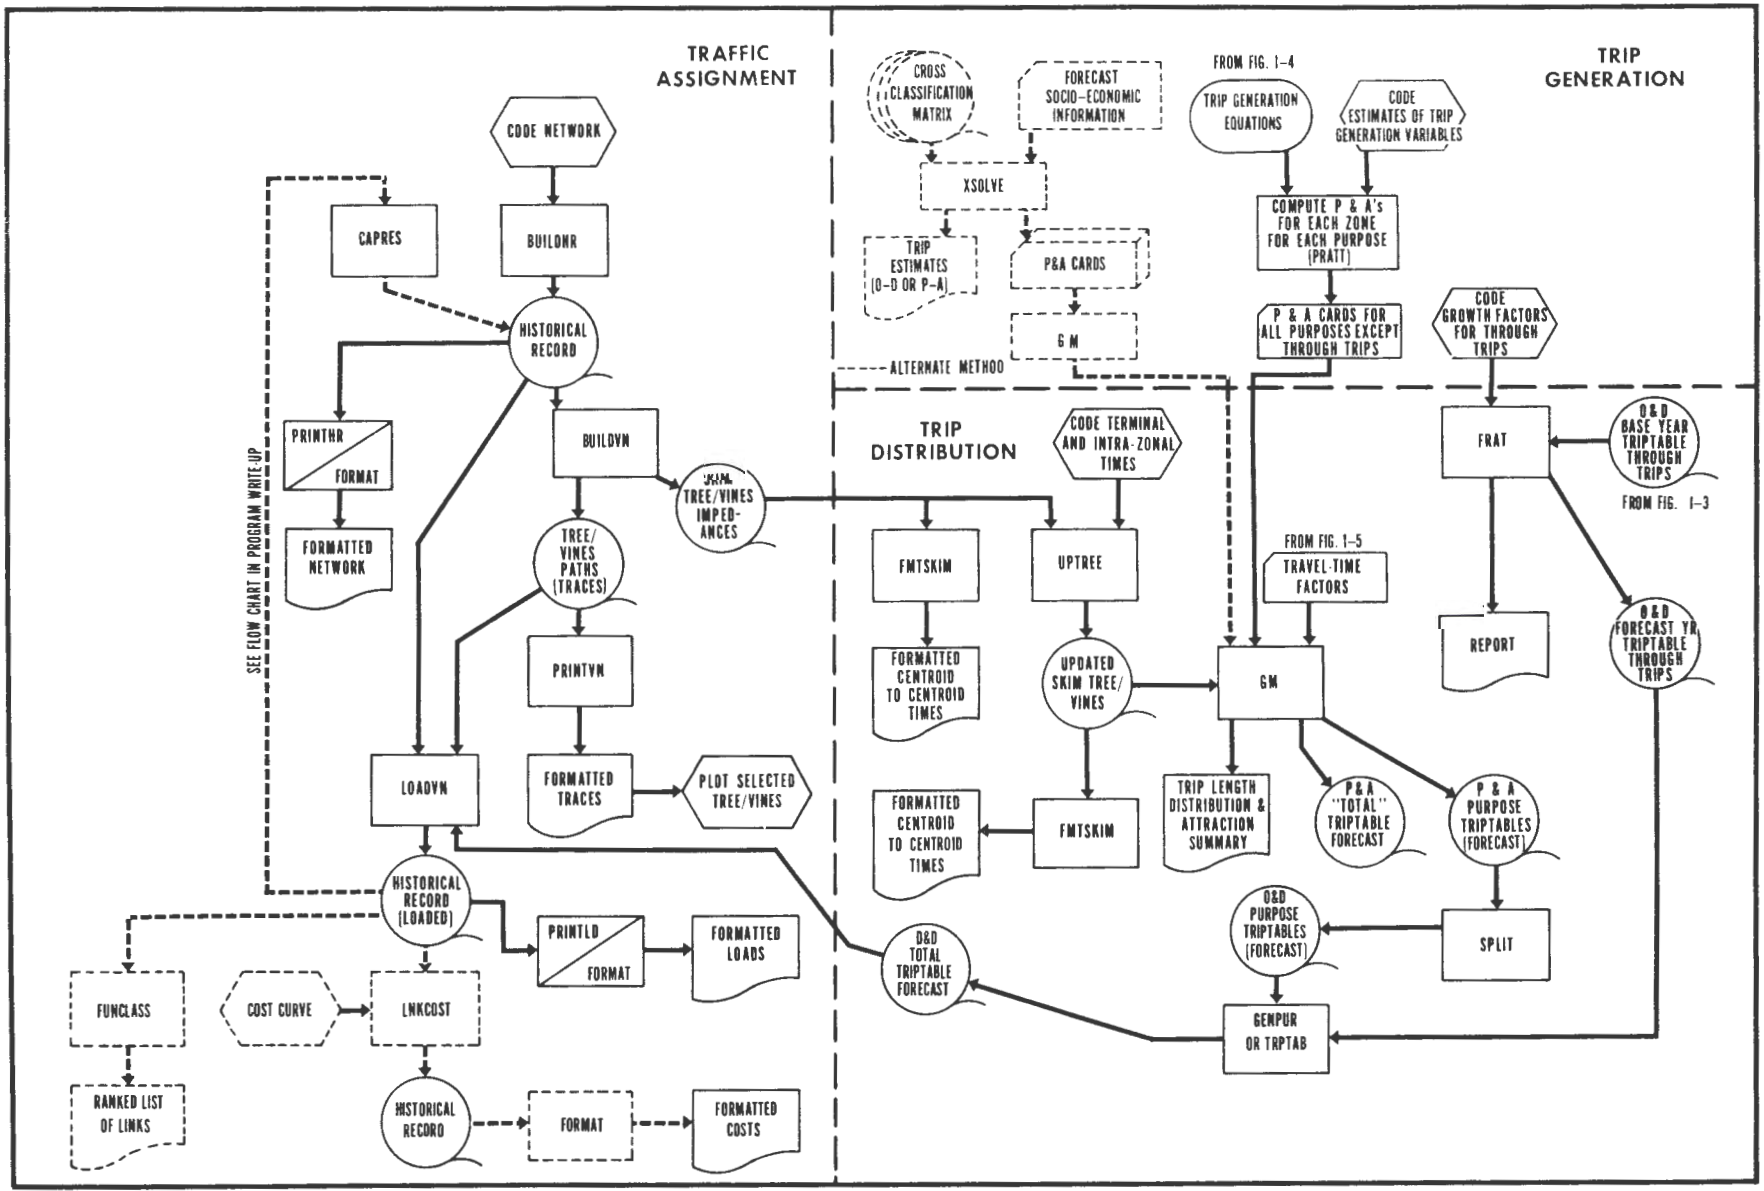 TRAFFIC
ASSIGNMENT
CODE NETWORK
CAPRES
BUILDHR
HISTORICAL
RECORD
PRINTHR
FORMAT
FORMATTED
NETWORK
BUILDVN
TREE/VINES
IMPED-
ANCES
TREE/
VINES
PATHS
(TRACES)
PRINTVN
FORMATTED
TRACES
PLOT SELECTED
TREE/VINES
SEE FLOW CHART IN PROGRAM WRITE-UP
LOADVN
HISTORICAL
RECORD
(LOADED)
PRINTLD
FORMAT
FORMATTED
LOADS
FUNCLASS
COST CURVE
LNKCOST
RANKED LIST
OF LINKS
HISTORICAL
RECORD
FORMAT
FORMATTED
COSTS
TRIP
GENERATION
CROSS
CLASSIFICATION
MATRIX
FORECAST
SOCIO-ECONOMIC
INFORMATION
FROM FIG. 1-4
TRIP GENERATION
EQUATIONS
CODE
ESTIMATES OF TRIP
GENERATION VARIABLES
XSOLVE
TRIP
ESTIMATES
(O-D OR P-A)
P&A CARDS
GM
ALTERNATE METHOD
COMPUTE P & A's
FOR EACH ZONE
FOR EACH PURPOSE
(PRATT)
P & A CARDS FOR
ALL PURPOSES EXCEPT
THROUGH TRIPS
CODE
GROWTH FACTORS
FOR THROUGH
TRIPS
TRIP
DISTRIBUTION
CODE TERMINAL
AND INTRA-ZONAL
TIMES
FRAT
O&D
BASE YEAR
TRIPTABLE
THROUGH
TRIPS
FROM FIG. 1-3
FMTSKIM
UPTREE
FROM FIG. 1-5
TRAVEL-TIME
FACTORS
FORMATTED
CENTROID
TO CENTROID
TIMES
UPDATED
SKIM TREE/
VINES
GM
REPORT
O&D
FORECAST YR
TRIPTABLE
THROUGH
TRIPS
FORMATTED
CENTROID
TO CENTROID
TIMES
FMTSKIM
TRIP LENGTH
DISTRIBUTION &
ATTRACTION
SUMMARY
P&A
"TOTAL"
TRIPTABLE
FORECAST
P & A
PURPOSE
TRIPTABLES
(FORECAST)
O&D
PURPOSE
TRIPTABLES
(FORECAST)
SPLIT
O&D
TOTAL
TRIPTABLE
FORECAST
GENPUR
OR TRPTAB